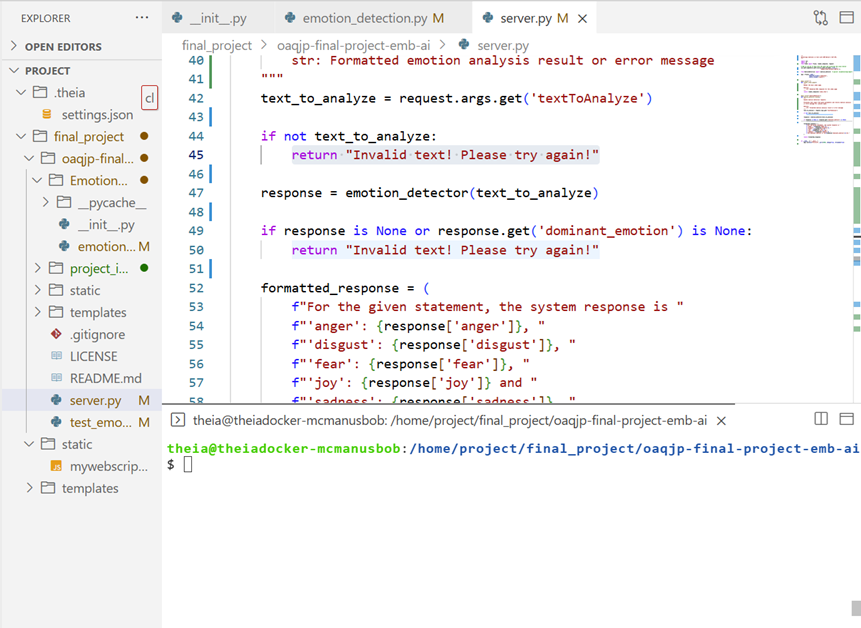 EXPLORER ···
OPEN EDITORS
PROJECT
.theia
settings.json
cl
final_project
oaqjp-final...
Emotion...
__pycache__
__init__.py
emotion... M
project_i...
static
templates
.gitignore
LICENSE
README.md
server.py M
test_emo... M
static
JS mywebscrip...
templates
__init__.py
emotion_detection.py M
server.py M
final_project > oaqjp-final-project-emb-ai > server.py
40 str: Formatted emotion analysis result or error message
41 """
42 text_to_analyze = request.args.get('textToAnalyze')
43
44 if not text_to_analyze:
45 return "Invalid text! Please try again!"
46
47 response = emotion_detector(text_to_analyze)
48
49 if response is None or response.get('dominant_emotion') is None:
50 return "Invalid text! Please try again!"
51
52 formatted_response = (
53 f"For the given statement, the system response is "
54 f"'anger': {response['anger']}, "
55 f"'disgust': {response['disgust']}, "
56 f"'fear': {response['fear']}, "
57 f"'joy': {response['joy']} and "
58 f"'sadness': {response['sadness']}. "
theia@theiadocker-mcmanusbob: /home/project/final_project/oaqjp-final-project-emb-ai
theia@theiadocker-mcmanusbob:/home/project/final_project/oaqjp-final-project-emb-ai
$